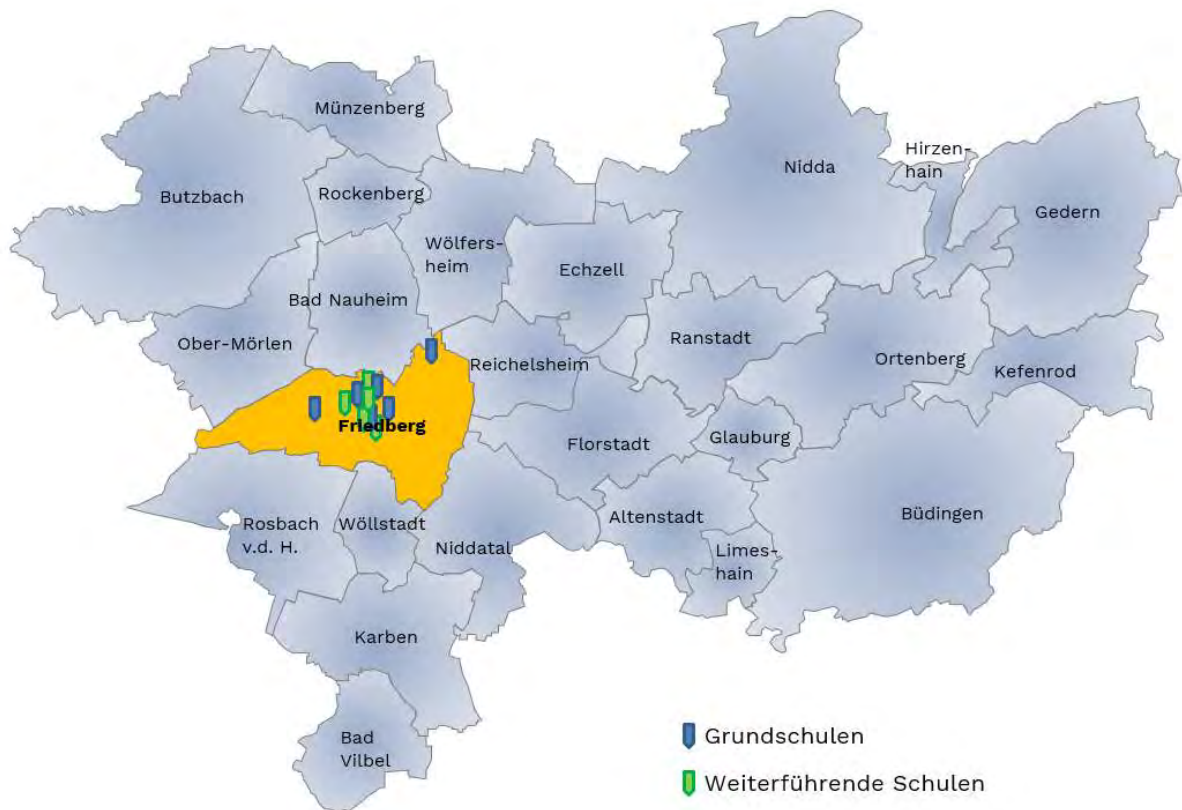 Münzenberg
Hirzen-
hain
Nidda
Butzbach
Rockenberg
Gedern
Wölfers-
heim
Echzell
Bad Nauheim
Ober-Mörlen
Reichelsheim
Ranstadt
Ortenberg
Kefenrod
Friedberg
Florstadt
Glauburg
Rosbach
v.d. H.
Wöllstadt
Niddatal
Altenstadt
Büdingen
Limes-
hain
Karben
Bad
Vilbel
Grundschulen
Weiterführende Schulen